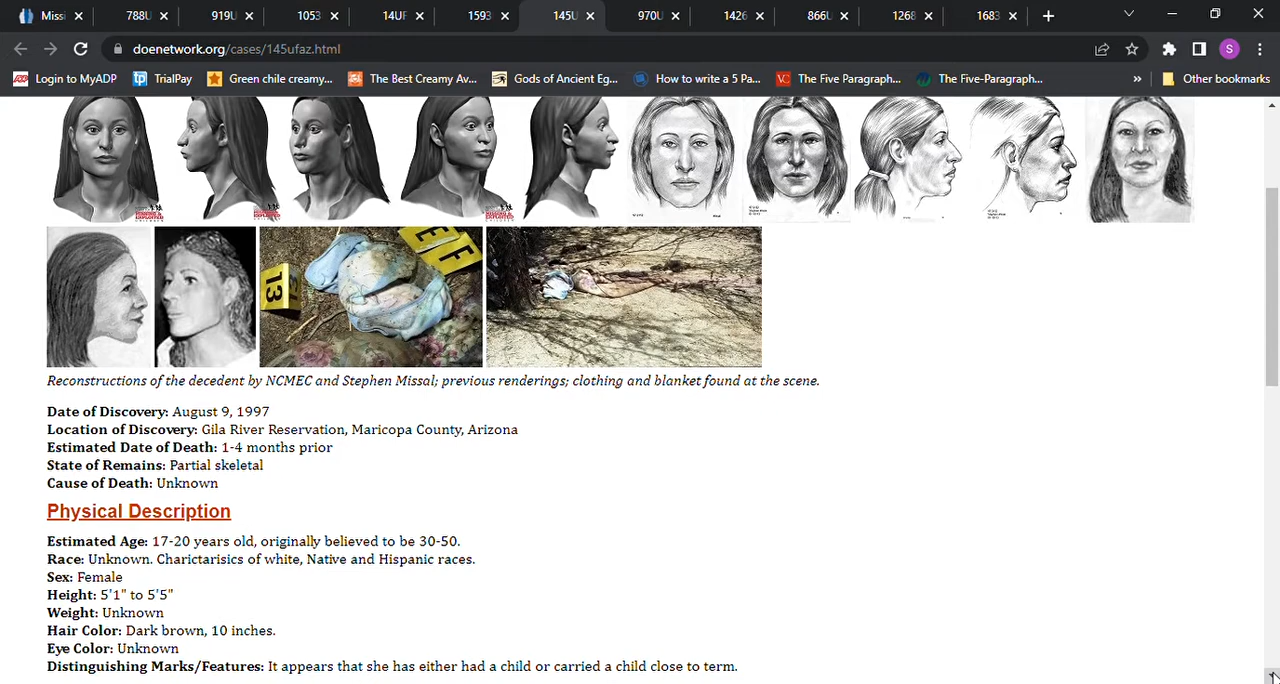 Missi
788U
919U
1053
14UF
1593
145U
970U
1426
866U
1268
1683
doenetwork.org/cases/145ufaz.html
S
Login to MyADP
TrialPay
Green chile creamy...
The Best Creamy Av...
Gods of Ancient Eg...
How to write a 5 Pa...
The Five Paragraph...
The Five-Paragraph...
»
Other bookmarks
13
E F
Reconstructions of the decedent by NCMEC and Stephen Missal; previous renderings; clothing and blanket found at the scene.
Date of Discovery: August 9, 1997
Location of Discovery: Gila River Reservation, Maricopa County, Arizona
Estimated Date of Death: 1-4 months prior
State of Remains: Partial skeletal
Cause of Death: Unknown
Physical Description
Estimated Age: 17-20 years old, originally believed to be 30-50.
Race: Unknown. Charictarisics of white, Native and Hispanic races.
Sex: Female
Height: 5'1" to 5'5"
Weight: Unknown
Hair Color: Dark brown, 10 inches.
Eye Color: Unknown
Distinguishing Marks/Features: It appears that she has either had a child or carried a child close to term.